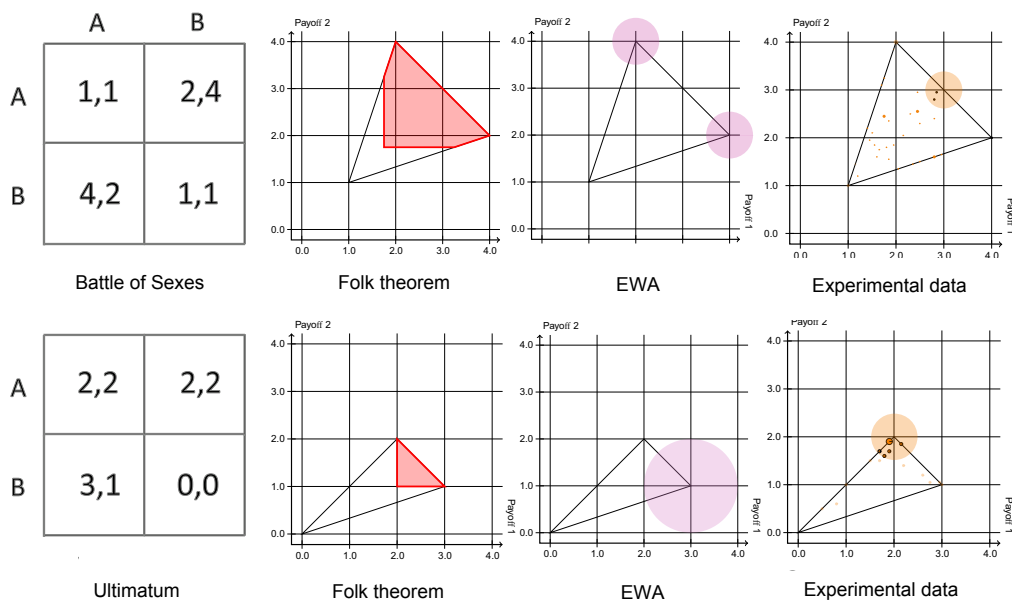 A B
A 1,1 2,4
B 4,2 1,1
Battle of Sexes
Payoff 2
4.0
3.0
2.0
1.0
0.0
0.0 1.0 2.0 3.0 4.0
Folk theorem
Payoff 2
4.0
3.0
2.0
1.0
0.0
Payoff 1
EWA
Payoff 2
4.0
3.0
2.0
1.0
0.0
0.0 1.0 2.0 3.0 4.0
Payoff 1
Experimental data
A 2,2 2,2
B 3,1 0,0
Ultimatum
Payoff 2
4.0
3.0
2.0
1.0
0.0
0.0 1.0 2.0 3.0 4.0
Payoff 1
Folk theorem
Payoff 2
4.0
3.0
2.0
1.0
0.0
0.0 1.0 2.0 3.0 4.0
Payoff 1
EWA
Payoff 2
4.0
3.0
2.0
1.0
0.0
0.0 1.0 2.0 3.0 4.0
Payoff 1
Experimental data